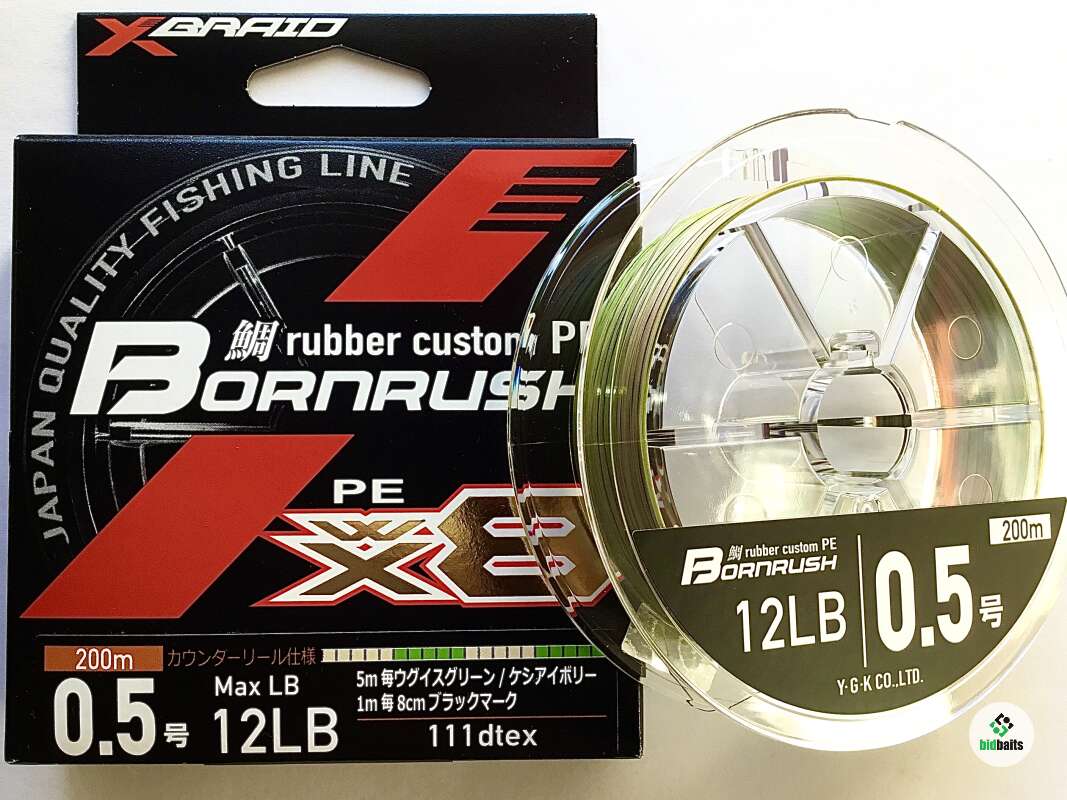 XBRAID
JAPAN QUALITY FISHING LINE
鯛 rubber custom PE
BORNRUSH
PE
WX8
200m
カウンターリール仕様
0.5号
Max LB
12LB
5m 毎ウグイスグリーン / ケシアイボリー
1m 毎 8cm ブラックマーク
111dtex
200m
鯛 rubber custom PE
BORNRUSH
12LB
0.5号
Y·G·K CO.,LTD.
bidbaits